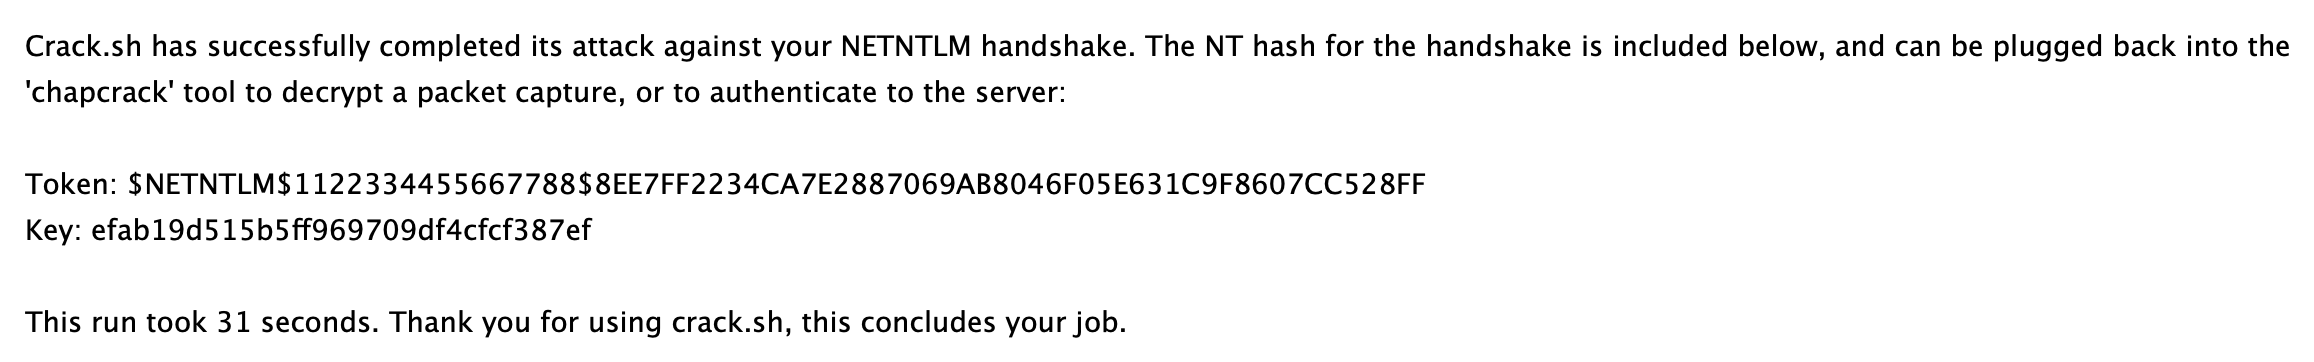 Crack.sh has successfully completed its attack against your NETNTLM handshake. The NT hash for the handshake is included below, and can be plugged back into the
'chapcrack' tool to decrypt a packet capture, or to authenticate to the server:
Token: $NETNTLM$1122334455667788$8EE7FF2234CA7E2887069AB8046F05E631C9F8607CC528FF
Key: efab19d515b5ff969709df4cfcf387ef
This run took 31 seconds. Thank you for using crack.sh, this concludes your job.